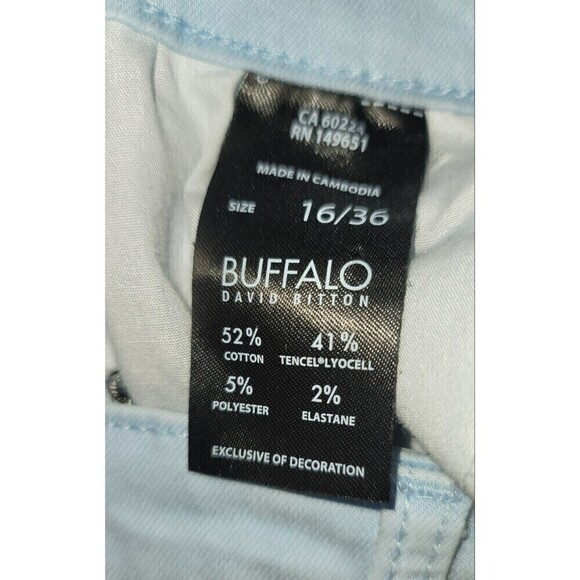 CA 60224
RN 149651
MADE IN CAMBODIA
SIZE 16/36
BUFFALO
DAVID BITTON
52% 41%
COTTON TENCEL®LYOCELL
5% 2%
POLYESTER ELASTANE
EXCLUSIVE OF DECORATION